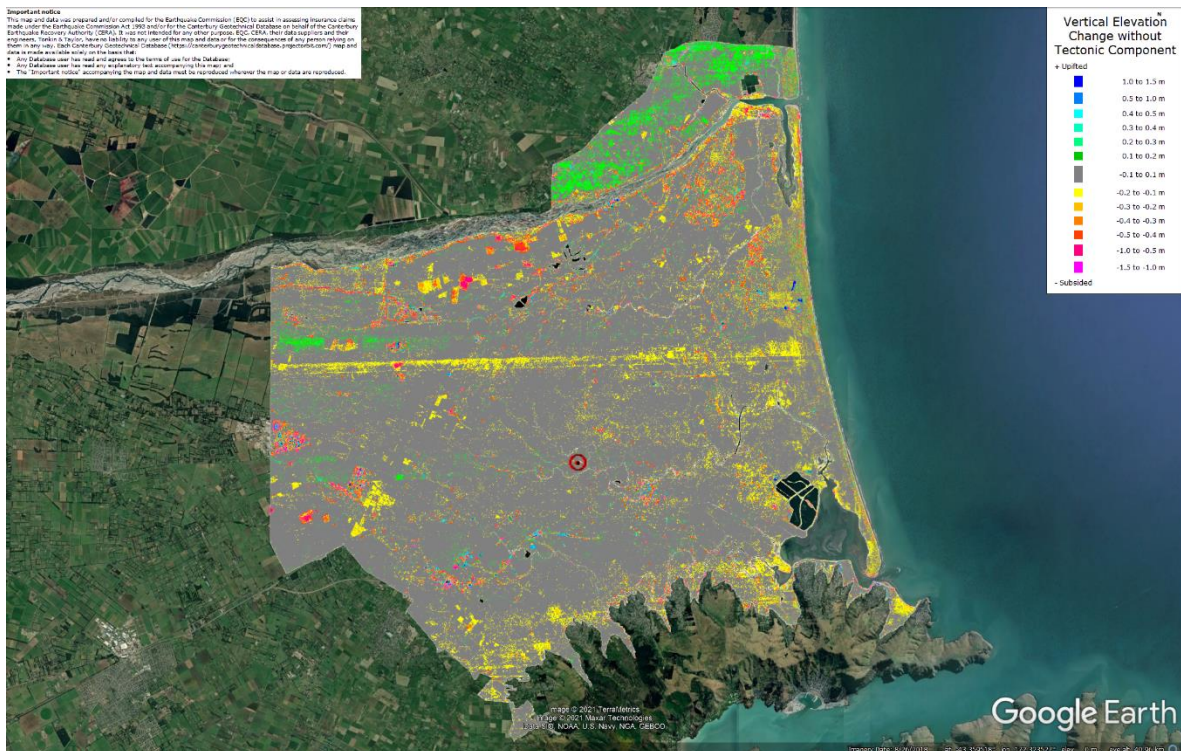 Important notice
This map and data was prepared and/or compiled for the Earthquake Commission (EQC) to assist in assessing insurance claims
made under the Earthquake Commission Act 1993 and/or for the Canterbury Geotechnical Database on behalf of the Canterbury
Earthquake Recovery Authority (CERA). It was not intended for any other purpose. EQC, CERA, their data suppliers and their
engineers, Tonkin & Taylor, have no liability to any user of this map and data or for the consequences of any person relying on
them in any way. Each Canterbury Geotechnical Database (https://canterburygeotechnicaldatabase.projectorbit.com/) map and
data is made available solely on the basis that:
• Any Database user has read and agrees to the terms of use for the Database;
• Any Database user has read any explanatory text accompanying this map; and
• The "Important notice" accompanying the map and data must be reproduced wherever the map or data are reproduced.
N
Vertical Elevation
Change without
Tectonic Component
+ Uplifted
1.0 to 1.5 m
0.5 to 1.0 m
0.4 to 0.5 m
0.3 to 0.4 m
0.2 to 0.3 m
0.1 to 0.2 m
-0.1 to 0.1 m
-0.2 to -0.1 m
-0.3 to -0.2 m
-0.4 to -0.3 m
-0.5 to -0.4 m
-1.0 to -0.5 m
-1.5 to -1.0 m
- Subsided
Image © 2021 TerraMetrics
Image © 2021 Maxar Technologies
Data SIO, NOAA, U.S. Navy, NGA, GEBCO
Google Earth